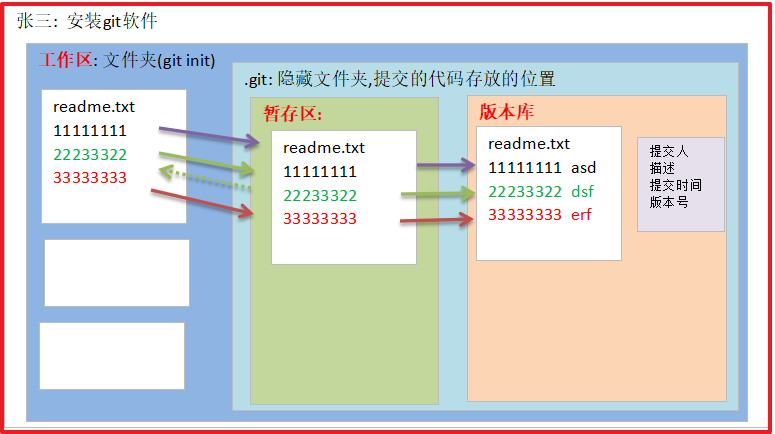 张三: 安装git软件
工作区: 文件夹(git init)
.git: 隐藏文件夹,提交的代码存放的位置
readme.txt
11111111
22233322
33333333
暂存区:
readme.txt
11111111
22233322
33333333
版本库
readme.txt
11111111 asd
22233322 dsf
33333333 erf
提交人
描述
提交时间
版本号